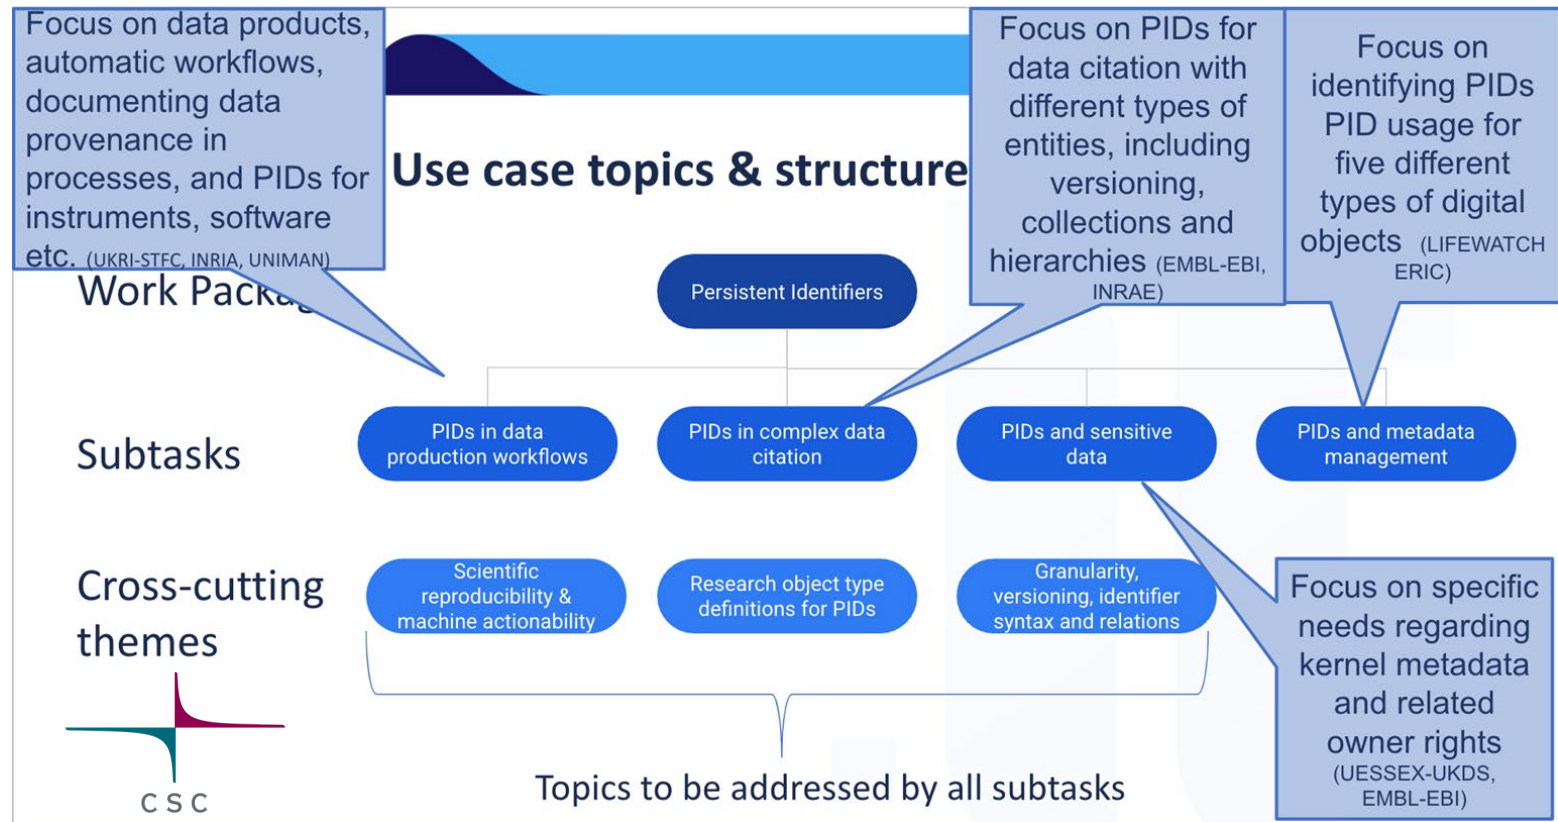 Focus on data products,
automatic workflows,
documenting data
provenance in
processes, and PIDs for
instruments, software
etc. (UKRI-STFC, INRIA, UNIMAN)
Focus on PIDs for
data citation with
different types of
entities, including
versioning,
collections and
hierarchies (EMBL-EBI,
INRAE)
Focus on
identifying PIDs
PID usage for
five different
types of digital
objects (LIFEWATCH
ERIC)
Use case topics & structure
Work Packag
Persistent Identifiers
Subtasks
PIDs in data
production workflows
PIDs in complex data
citation
PIDs and sensitive
data
PIDs and metadata
management
Cross-cutting
themes
Scientific
reproducibility &
machine actionability
Research object type
definitions for PIDs
Granularity,
versioning, identifier
syntax and relations
Focus on specific
needs regarding
kernel metadata
and related
owner rights
(UESSEX-UKDS,
EMBL-EBI)
Topics to be addressed by all subtasks
CSC